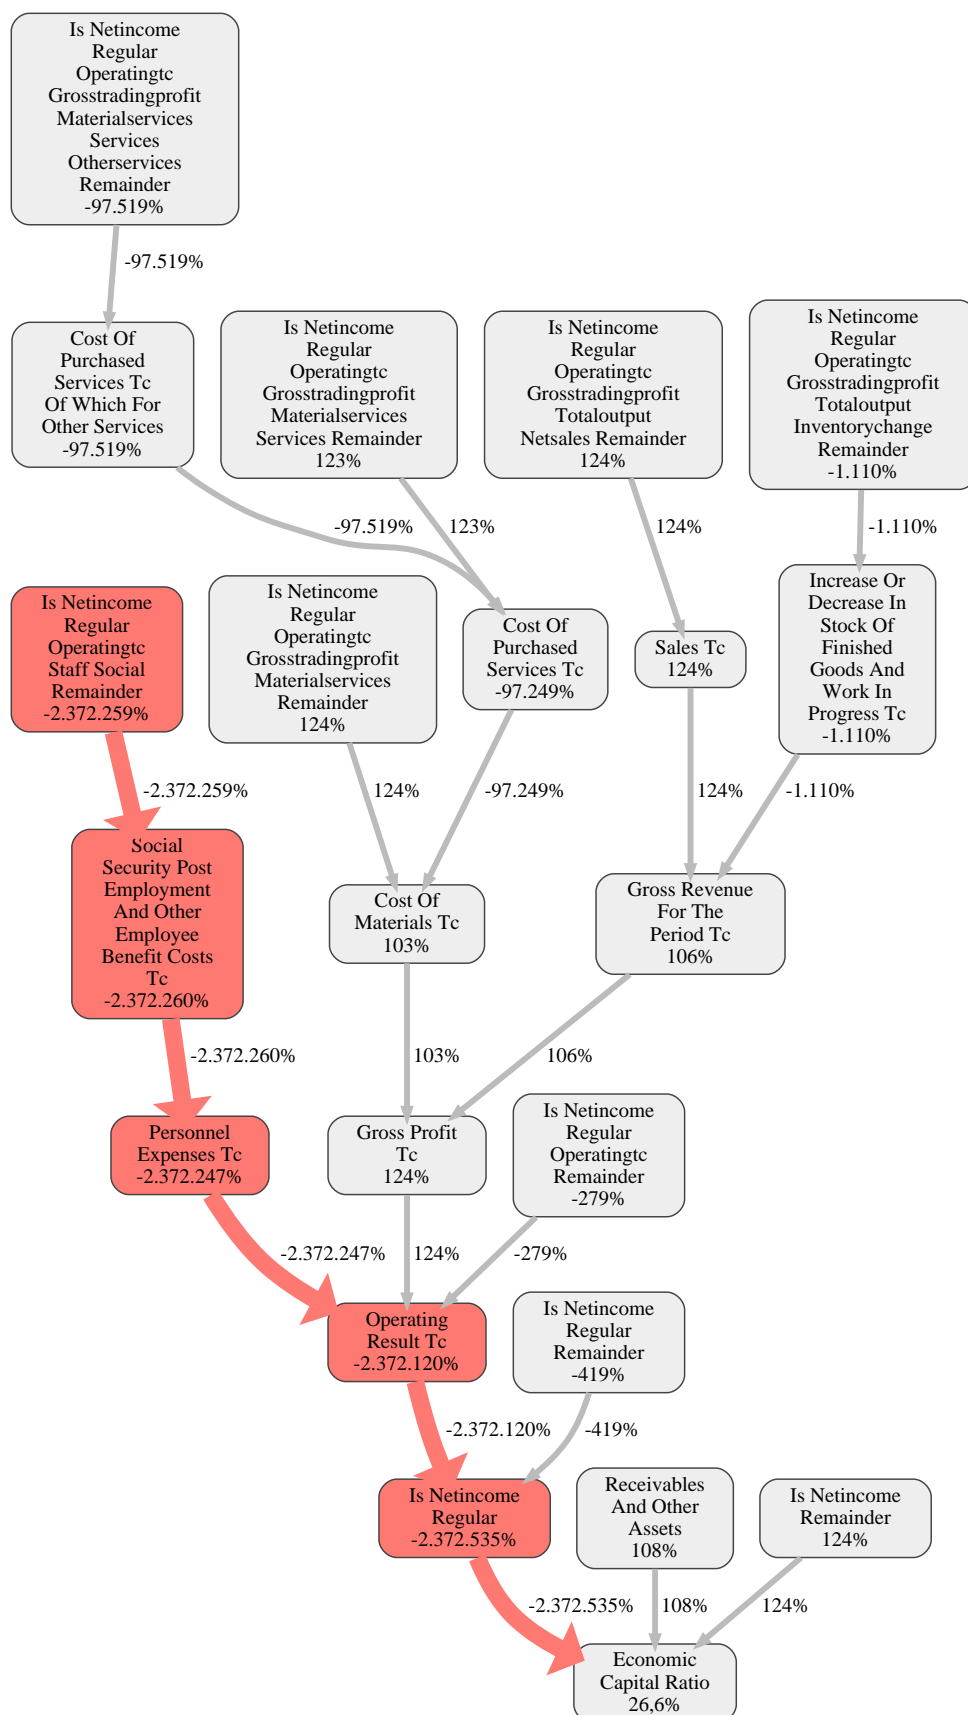 Is Netincome
Regular
Operatingtc
Grosstradingprofit
Materialservices
Services
Otherservices
Remainder
-97.519%
-97.519%
Cost Of
Purchased
Services Tc
Of Which For
Other Services
-97.519%
Is Netincome
Regular
Operatingtc
Grosstradingprofit
Materialservices
Services Remainder
123%
Is Netincome
Regular
Operatingtc
Grosstradingprofit
Totaloutput
Netsales Remainder
124%
Is Netincome
Regular
Operatingtc
Grosstradingprofit
Totaloutput
Inventorychange
Remainder
-1.110%
-97.519%
123%
124%
-1.110%
Is Netincome
Regular
Operatingtc
Staff Social
Remainder
-2.372.259%
Is Netincome
Regular
Operatingtc
Grosstradingprofit
Materialservices
Remainder
124%
Cost Of
Purchased
Services Tc
-97.249%
Sales Tc
124%
Increase Or
Decrease In
Stock Of
Finished
Goods And
Work In
Progress Tc
-1.110%
-2.372.259%
124%
-97.249%
124%
-1.110%
Social
Security Post
Employment
And Other
Employee
Benefit Costs
Tc
-2.372.260%
Cost Of
Materials Tc
103%
Gross Revenue
For The
Period Tc
106%
-2.372.260%
103%
106%
Personnel
Expenses Tc
-2.372.247%
Gross Profit
Tc
124%
Is Netincome
Regular
Operatingtc
Remainder
-279%
-2.372.247%
124%
-279%
Operating
Result Tc
-2.372.120%
Is Netincome
Regular
Remainder
-419%
-2.372.120%
-419%
Is Netincome
Regular
-2.372.535%
Receivables
And Other
Assets
108%
Is Netincome
Remainder
124%
-2.372.535%
108%
124%
Economic
Capital Ratio
26,6%